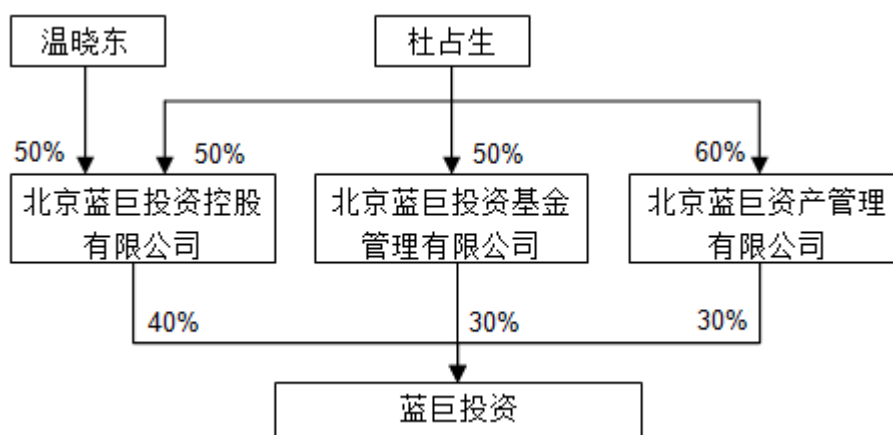 温晓东
杜占生
50%
50%
50%
60%
北京蓝巨投资控股
有限公司
北京蓝巨投资基金
管理有限公司
北京蓝巨资产管理
有限公司
40%
30%
30%
蓝巨投资